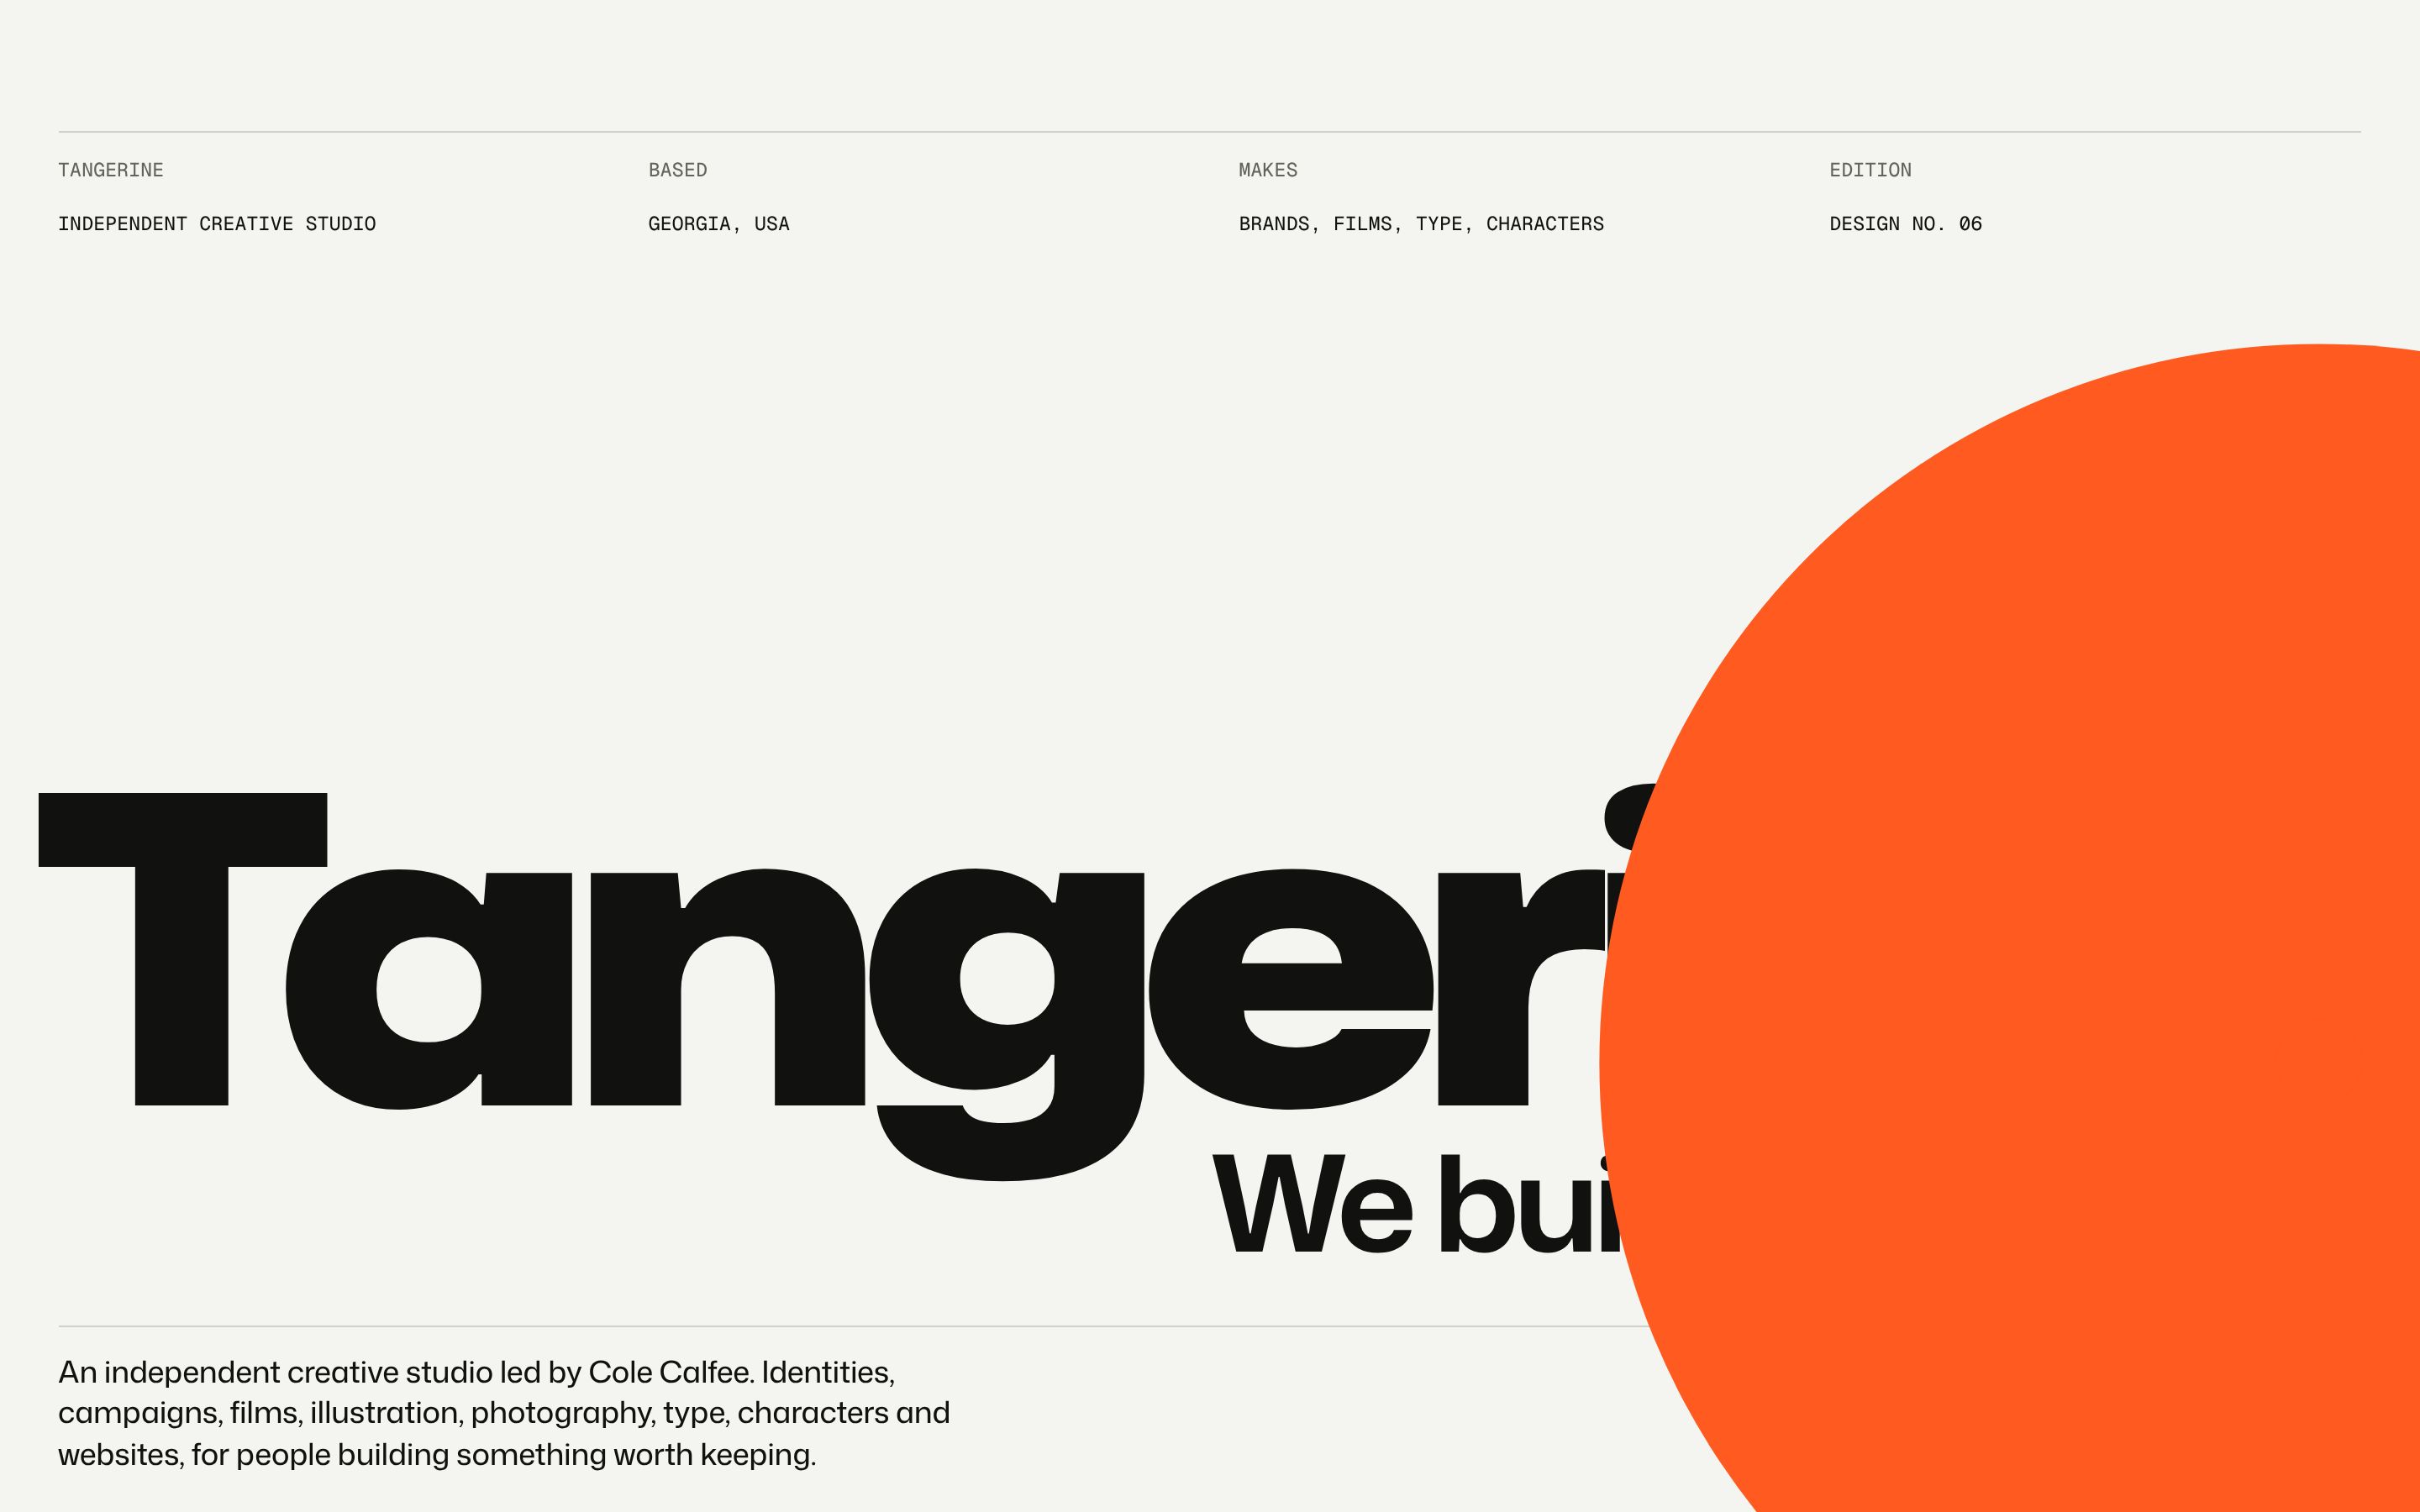 TANGERINE
INDEPENDENT CREATIVE STUDIO
BASED
GEORGIA, USA
MAKES
BRANDS, FILMS, TYPE, CHARACTERS
EDITION
DESIGN NO. 06
Tangeri
We bui
An independent creative studio led by Cole Calfee. Identities,
campaigns, films, illustration, photography, type, characters and
websites, for people building something worth keeping.